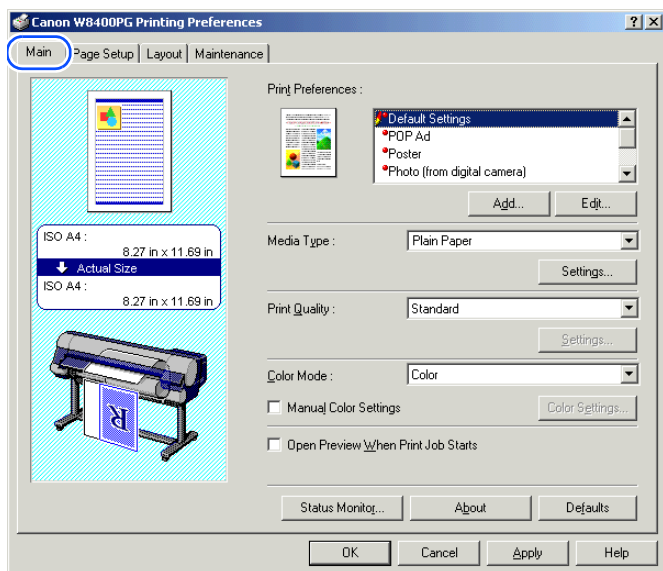 Canon W8400PG Printing Preferences
Main Page Setup Layout Maintenance
Print Preferences :
Default Settings
POP Ad
Poster
Photo (from digital camera)
Add... Edit...
ISO A4 :
8.27 in x 11.69 in
Actual Size
ISO A4 :
8.27 in x 11.69 in
R
Media Type : Plain Paper
Settings...
Print Quality : Standard
Settings...
Color Mode : Color
Manual Color Settings Color Settings...
Open Preview When Print Job Starts
Status Monitor... About Defaults
OK Cancel Apply Help